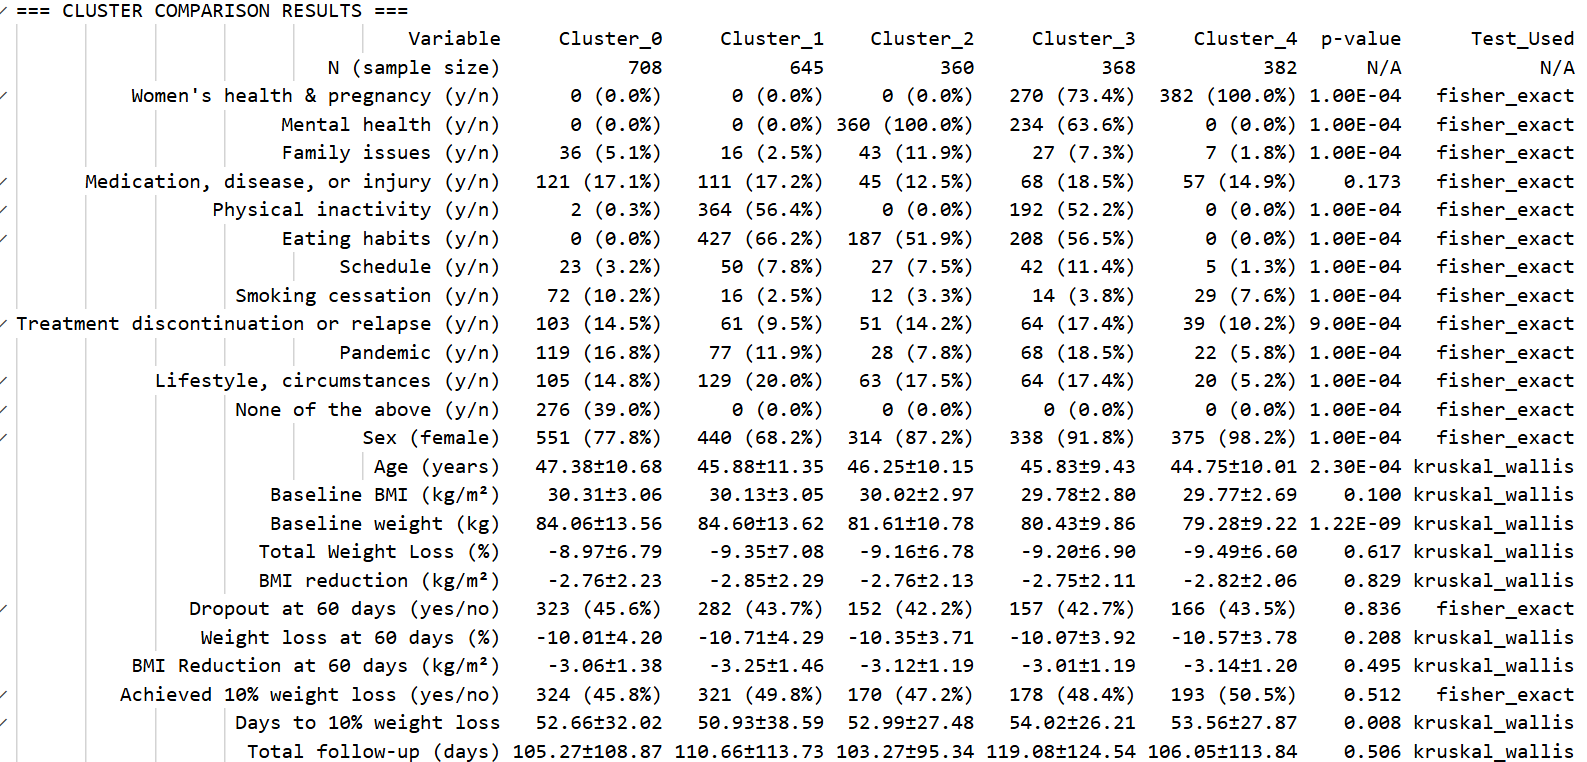 === CLUSTER COMPARISON RESULTS ===
Variable Cluster_0 Cluster_1 Cluster_2 Cluster_3 Cluster_4 p-value Test_Used
N (sample size) 708 645 360 368 382 N/A N/A
Women's health & pregnancy (y/n) 0 (0.0%) 0 (0.0%) 0 (0.0%) 270 (73.4%) 382 (100.0%) 1.00E-04 fisher_exact
Mental health (y/n) 0 (0.0%) 0 (0.0%) 360 (100.0%) 234 (63.6%) 0 (0.0%) 1.00E-04 fisher_exact
Family issues (y/n) 36 (5.1%) 16 (2.5%) 43 (11.9%) 27 (7.3%) 7 (1.8%) 1.00E-04 fisher_exact
Medication, disease, or injury (y/n) 121 (17.1%) 111 (17.2%) 45 (12.5%) 68 (18.5%) 57 (14.9%) 0.173 fisher_exact
Physical inactivity (y/n) 2 (0.3%) 364 (56.4%) 0 (0.0%) 192 (52.2%) 0 (0.0%) 1.00E-04 fisher_exact
Eating habits (y/n) 0 (0.0%) 427 (66.2%) 187 (51.9%) 208 (56.5%) 0 (0.0%) 1.00E-04 fisher_exact
Schedule (y/n) 23 (3.2%) 50 (7.8%) 27 (7.5%) 42 (11.4%) 5 (1.3%) 1.00E-04 fisher_exact
Smoking cessation (y/n) 72 (10.2%) 16 (2.5%) 12 (3.3%) 14 (3.8%) 29 (7.6%) 1.00E-04 fisher_exact
Treatment discontinuation or relapse (y/n) 103 (14.5%) 61 (9.5%) 51 (14.2%) 64 (17.4%) 39 (10.2%) 9.00E-04 fisher_exact
Pandemic (y/n) 119 (16.8%) 77 (11.9%) 28 (7.8%) 68 (18.5%) 22 (5.8%) 1.00E-04 fisher_exact
Lifestyle, circumstances (y/n) 105 (14.8%) 129 (20.0%) 63 (17.5%) 64 (17.4%) 20 (5.2%) 1.00E-04 fisher_exact
None of the above (y/n) 276 (39.0%) 0 (0.0%) 0 (0.0%) 0 (0.0%) 0 (0.0%) 1.00E-04 fisher_exact
Sex (female) 551 (77.8%) 440 (68.2%) 314 (87.2%) 338 (91.8%) 375 (98.2%) 1.00E-04 fisher_exact
Age (years) 47.38±10.68 45.88±11.35 46.25±10.15 45.83±9.43 44.75±10.01 2.30E-04 kruskal_wallis
Baseline BMI (kg/m²) 30.31±3.06 30.13±3.05 30.02±2.97 29.78±2.80 29.77±2.69 0.100 kruskal_wallis
Baseline weight (kg) 84.06±13.56 84.60±13.62 81.61±10.78 80.43±9.86 79.28±9.22 1.22E-09 kruskal_wallis
Total Weight Loss (%) -8.97±6.79 -9.35±7.08 -9.16±6.78 -9.20±6.90 -9.49±6.60 0.617 kruskal_wallis
BMI reduction (kg/m²) -2.76±2.23 -2.85±2.29 -2.76±2.13 -2.75±2.11 -2.82±2.06 0.829 kruskal_wallis
Dropout at 60 days (yes/no) 323 (45.6%) 282 (43.7%) 152 (42.2%) 157 (42.7%) 166 (43.5%) 0.836 fisher_exact
Weight loss at 60 days (%) -10.01±4.20 -10.71±4.29 -10.35±3.71 -10.07±3.92 -10.57±3.78 0.208 kruskal_wallis
BMI Reduction at 60 days (kg/m²) -3.06±1.38 -3.25±1.46 -3.12±1.19 -3.01±1.19 -3.14±1.20 0.495 kruskal_wallis
Achieved 10% weight loss (yes/no) 324 (45.8%) 321 (49.8%) 170 (47.2%) 178 (48.4%) 193 (50.5%) 0.512 fisher_exact
Days to 10% weight loss 52.66±32.02 50.93±38.59 52.99±27.48 54.02±26.21 53.56±27.87 0.008 kruskal_wallis
Total follow-up (days) 105.27±108.87 110.66±113.73 103.27±95.34 119.08±124.54 106.05±113.84 0.506 kruskal_wallis